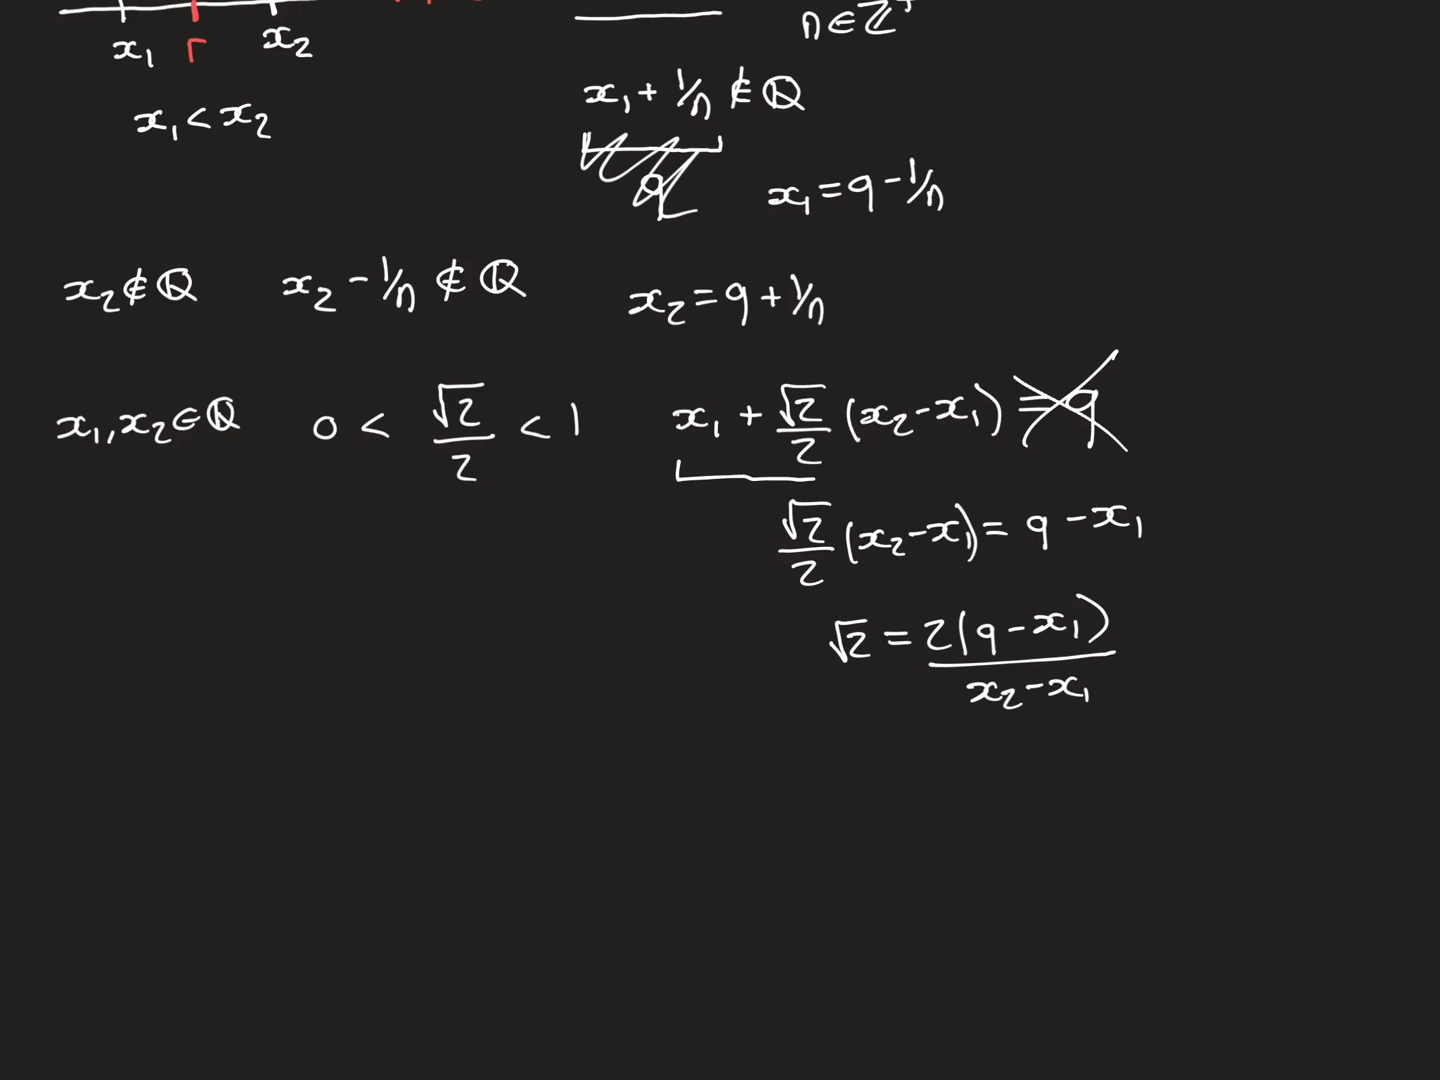 x₁ r x₂
n ∈ ℤ⁺
x₁ < x₂
x₁ + 1/n ∉ ℚ
q
x₁ = q - 1/n
x₂ ∉ ℚ x₂ - 1/n ∉ ℚ x₂ = q + 1/n
x₁, x₂ ∈ ℚ 0 < √2/2 < 1 x₁ + √2/2 (x₂ - x₁) = q
√2/2 (x₂ - x₁) = q - x₁
√2 = 2(q - x₁)/(x₂ - x₁)